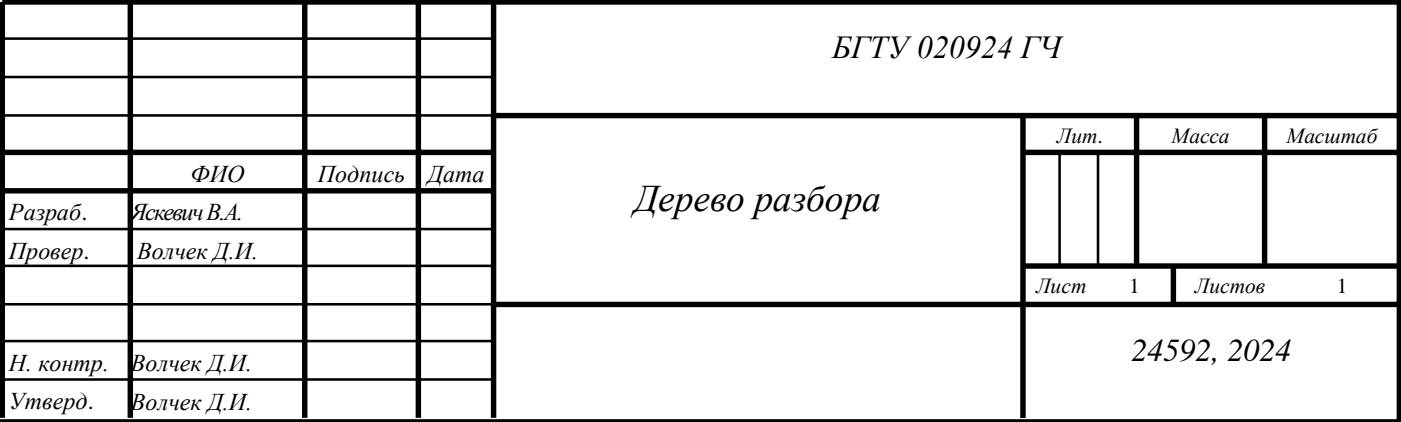 БГТУ 020924 ГЧ
Лит. Масса Масштаб
ФИО Подпись Дата
Дерево разбора
Разраб. Яскевич В.А.
Провер. Волчек Д.И.
Лист 1 Листов 1
24592, 2024
Н. контр. Волчек Д.И.
Утверд. Волчек Д.И.